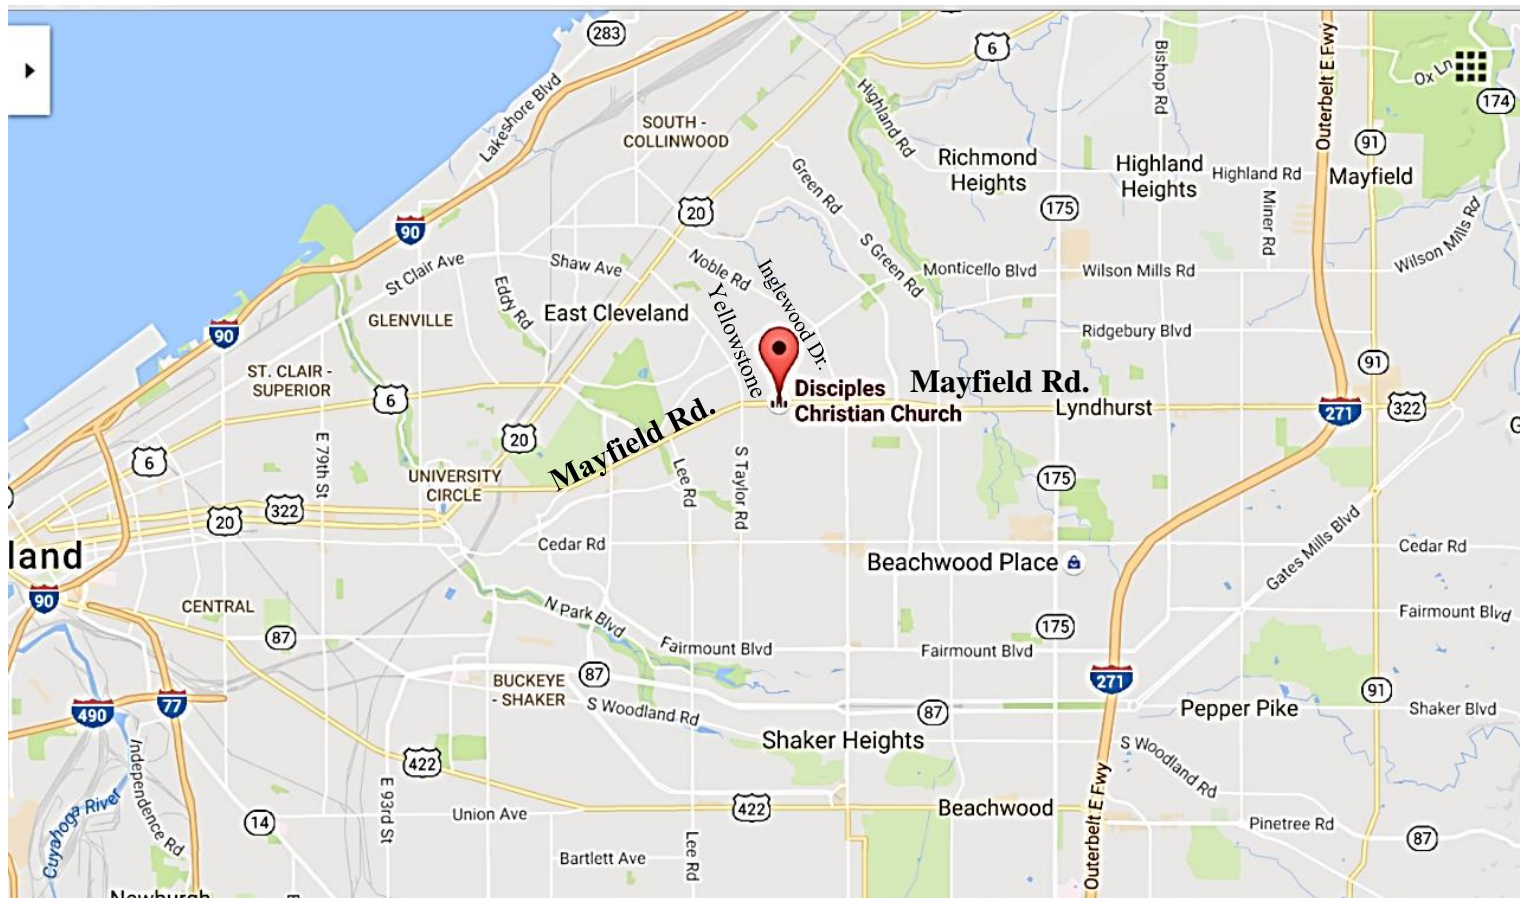 283
6
Ox Ln
174
Lakeshore Blvd
Highland Rd
Bishop Rd
Outerbelt E Fwy
SOUTH -
COLLINWOOD
91
Richmond
Heights
Highland
Heights
Highland Rd
Mayfield
Green Rd
20
175
Miner Rd
90
S Green Rd
Wilson Mills Rd
St Clair Ave
Shaw Ave
Noble Rd
Inglewood Dr.
Monticello Blvd
Wilson Mills Rd
Eddy Rd
Yellowstone
East Cleveland
GLENVILLE
90
Ridgebury Blvd
ST. CLAIR -
SUPERIOR
91
6
Disciples
Christian Church
Mayfield Rd.
Mayfield Rd.
Lyndhurst
271
322
20
6
E 79th St
UNIVERSITY
CIRCLE
Lee Rd
S Taylor Rd
175
322
20
Gates Mills Blvd
Cedar Rd
Cedar Rd
land
Beachwood Place
90
CENTRAL
N Park Blvd
Fairmount Blvd
87
175
Fairmount Blvd
Fairmount Blvd
87
271
BUCKEYE
- SHAKER
91
77
490
S Woodland Rd
87
Pepper Pike
Shaker Blvd
Shaker Heights
S Woodland Rd
Independence Rd
422
E 93rd St
Cuyahoga River
14
Union Ave
422
Beachwood
Outerbelt E Fwy
Pinetree Rd
87
Bartlett Ave
Lee Rd
Newburgh